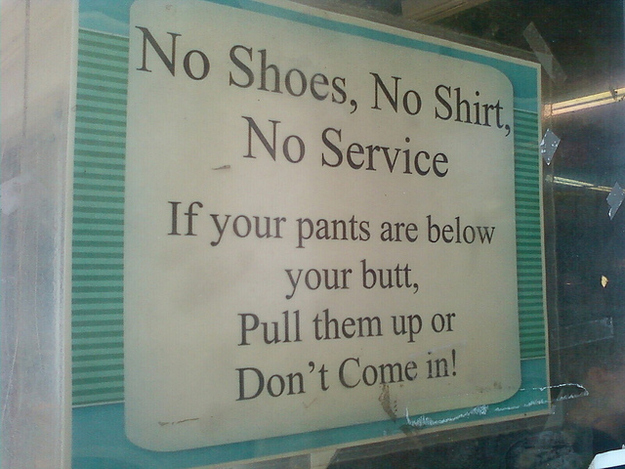 No Shoes, No Shirt,
No Service
If your pants are below
your butt,
Pull them up or
Don't Come in!